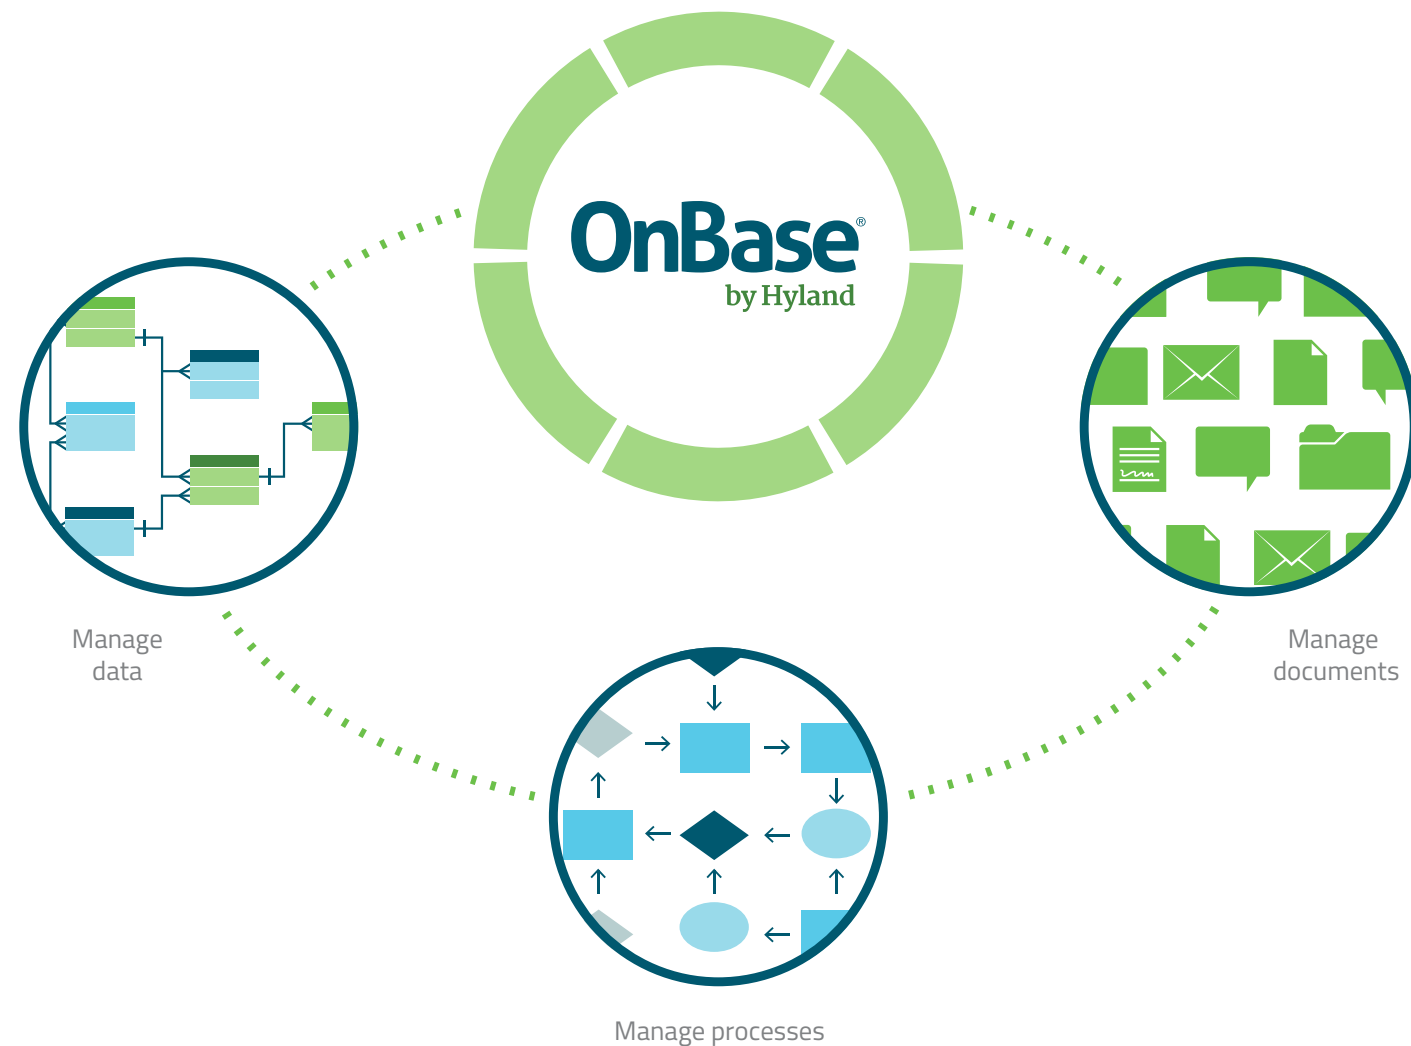 OnBase®
by Hyland
Manage
data
Manage
documents
Manage processes